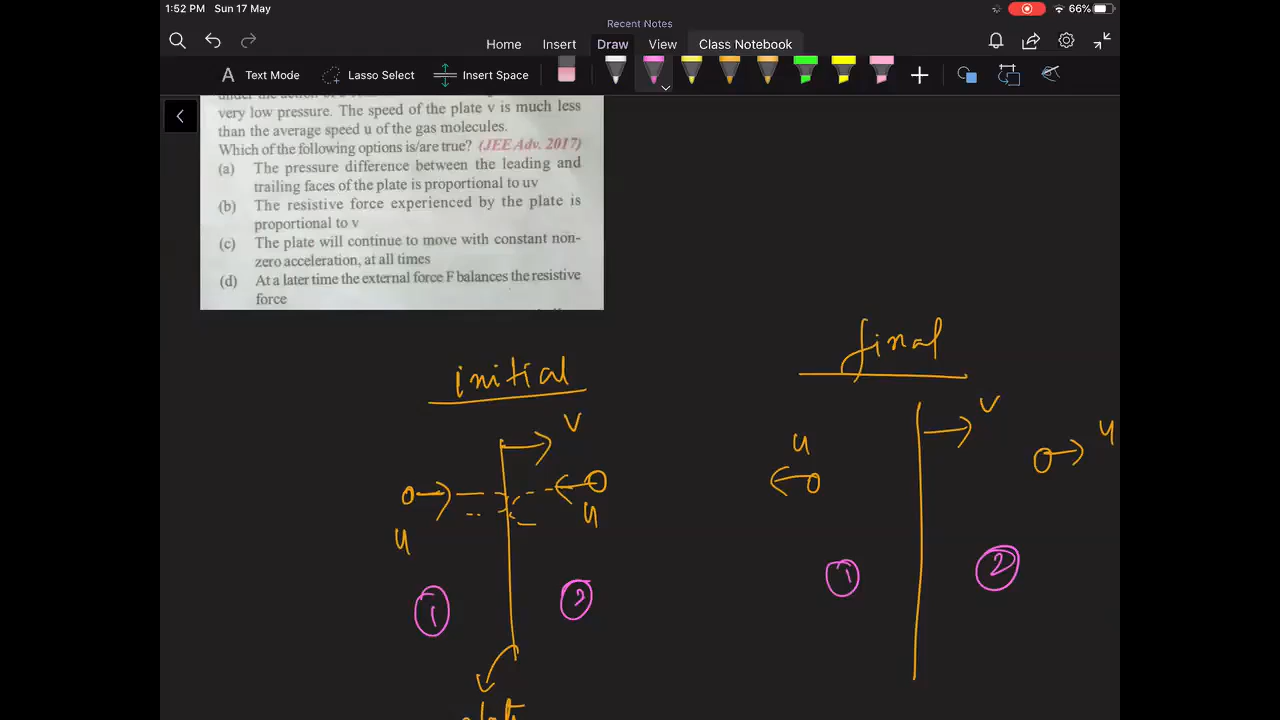 1:52 PM Sun 17 May
66%
Recent Notes
Home Insert Draw View Class Notebook
Text Mode Lasso Select Insert Space
very low pressure. The speed of the plate v is much less
than the average speed u of the gas molecules.
Which of the following options is/are true? (JEE Adv. 2017)
(a) The pressure difference between the leading and
trailing faces of the plate is proportional to uv
(b) The resistive force experienced by the plate is
proportional to v
(c) The plate will continue to move with constant non-
zero acceleration, at all times
(d) At a later time the external force F balances the resistive
force
initial
final
v
v
u
u
u
u
1
2
1
2
plate